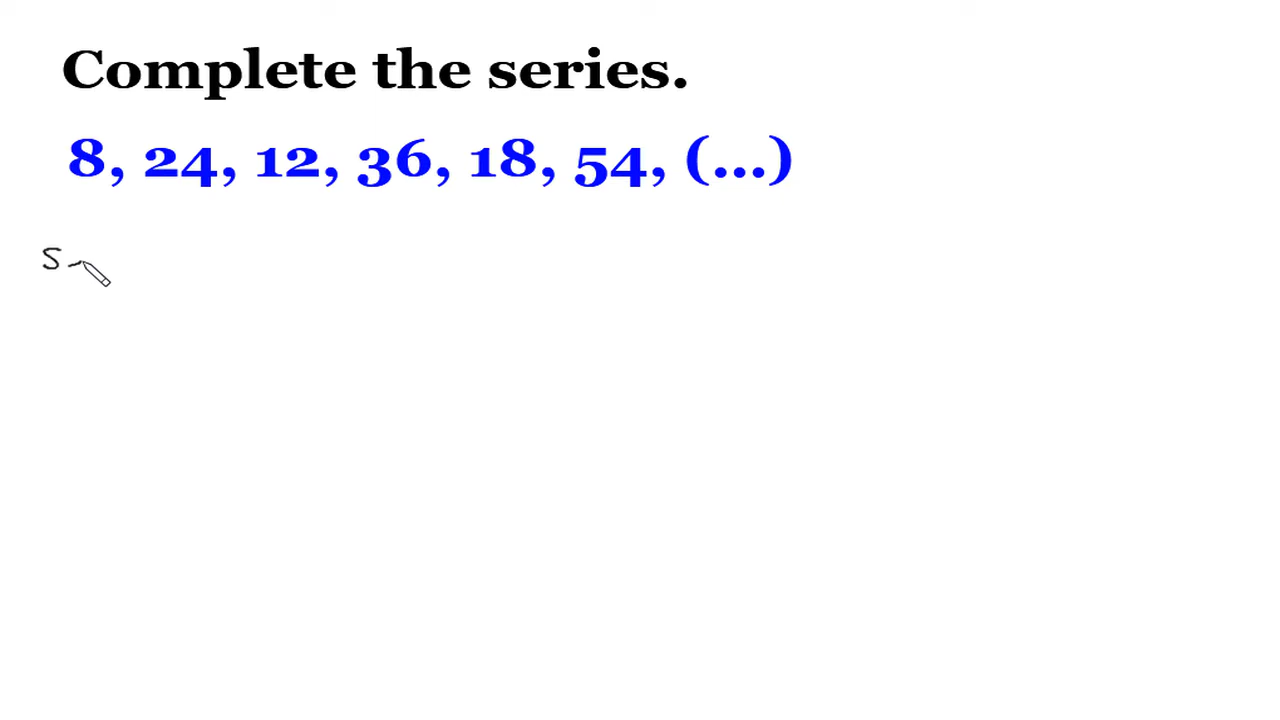 Complete the series.
8, 24, 12, 36, 18, 54, (...)
S